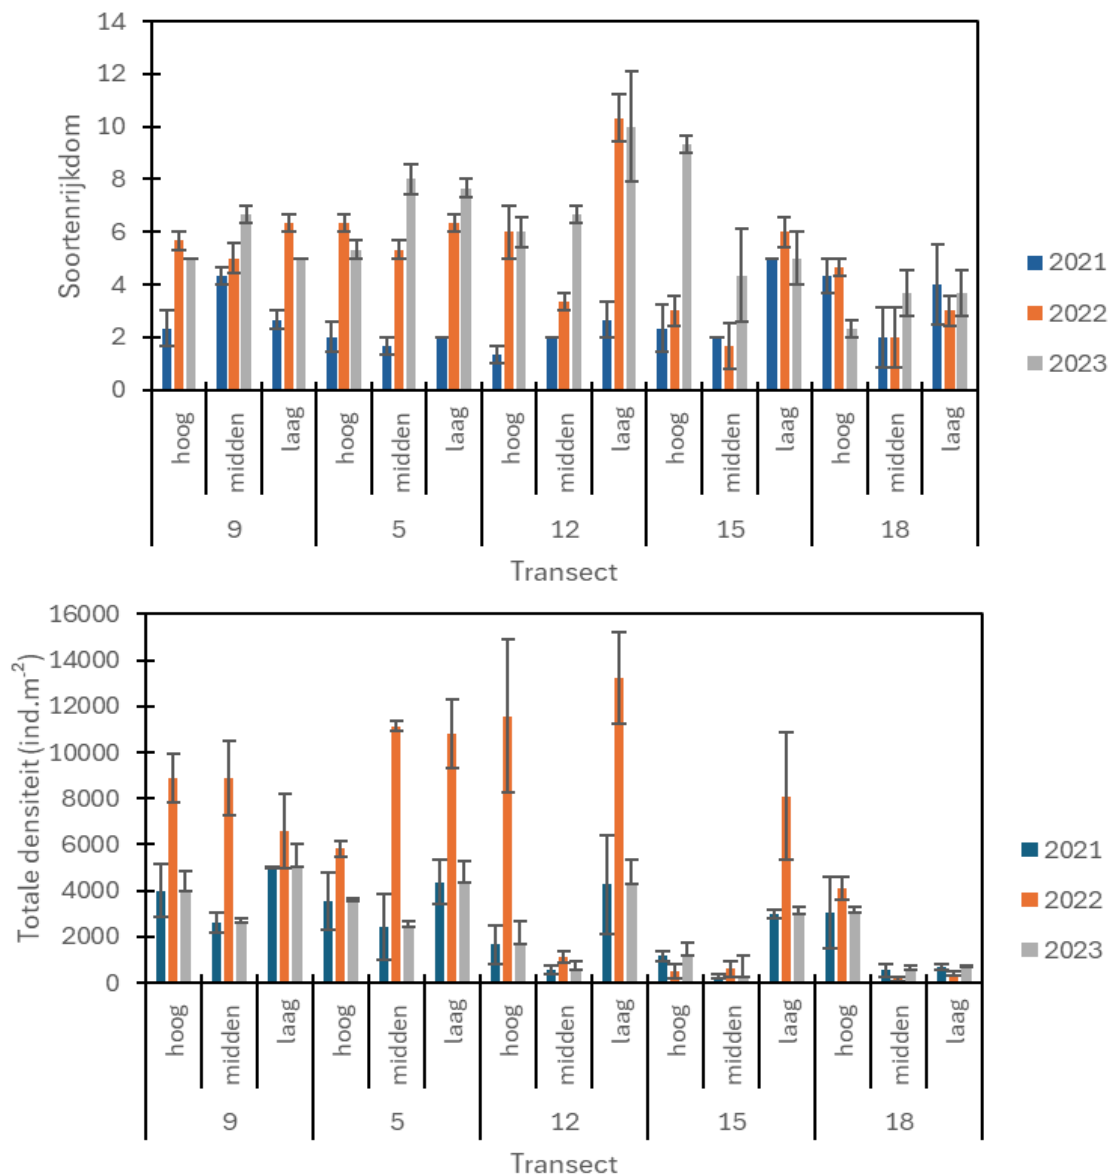 14
12
10
8
6
4
2
0
Soortenrijkdom
hoog midden laag hoog midden laag hoog midden laag hoog midden laag hoog midden laag
9 5 12 15 18
Transect
2021
2022
2023
16000
14000
12000
10000
8000
6000
4000
2000
0
Totale densiteit (ind.m⁻²)
hoog midden laag hoog midden laag hoog midden laag hoog midden laag hoog midden laag
9 5 12 15 18
Transect
2021
2022
2023